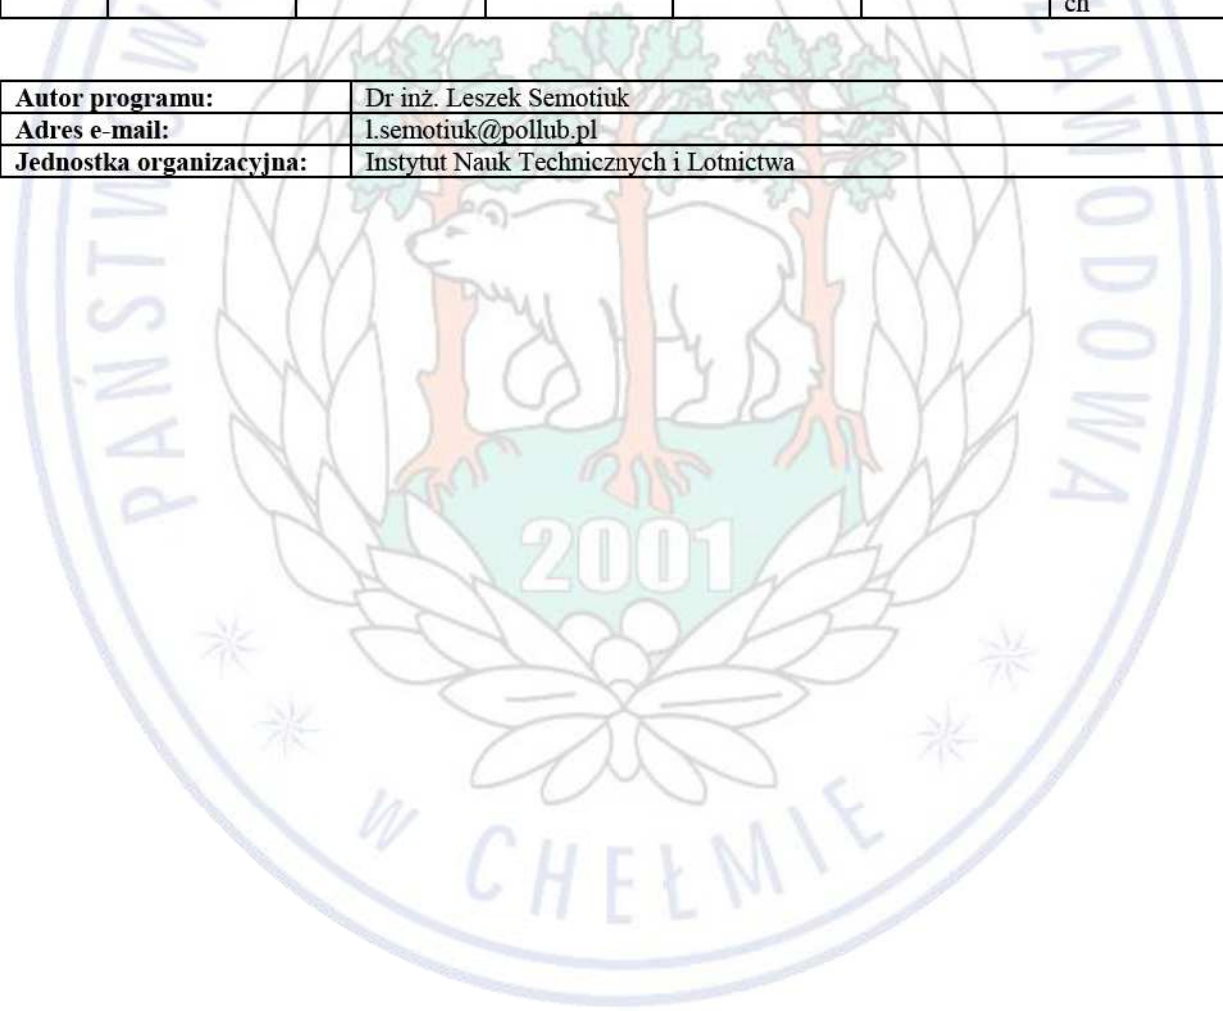 ch
Autor programu: Dr inż. Leszek Semotiuk
Adres e-mail: l.semotiuk@pollub.pl
Jednostka organizacyjna: Instytut Nauk Technicznych i Lotnictwa
PAŃSTWOWA
ZAWODOWA
2001
W CHEŁMIE